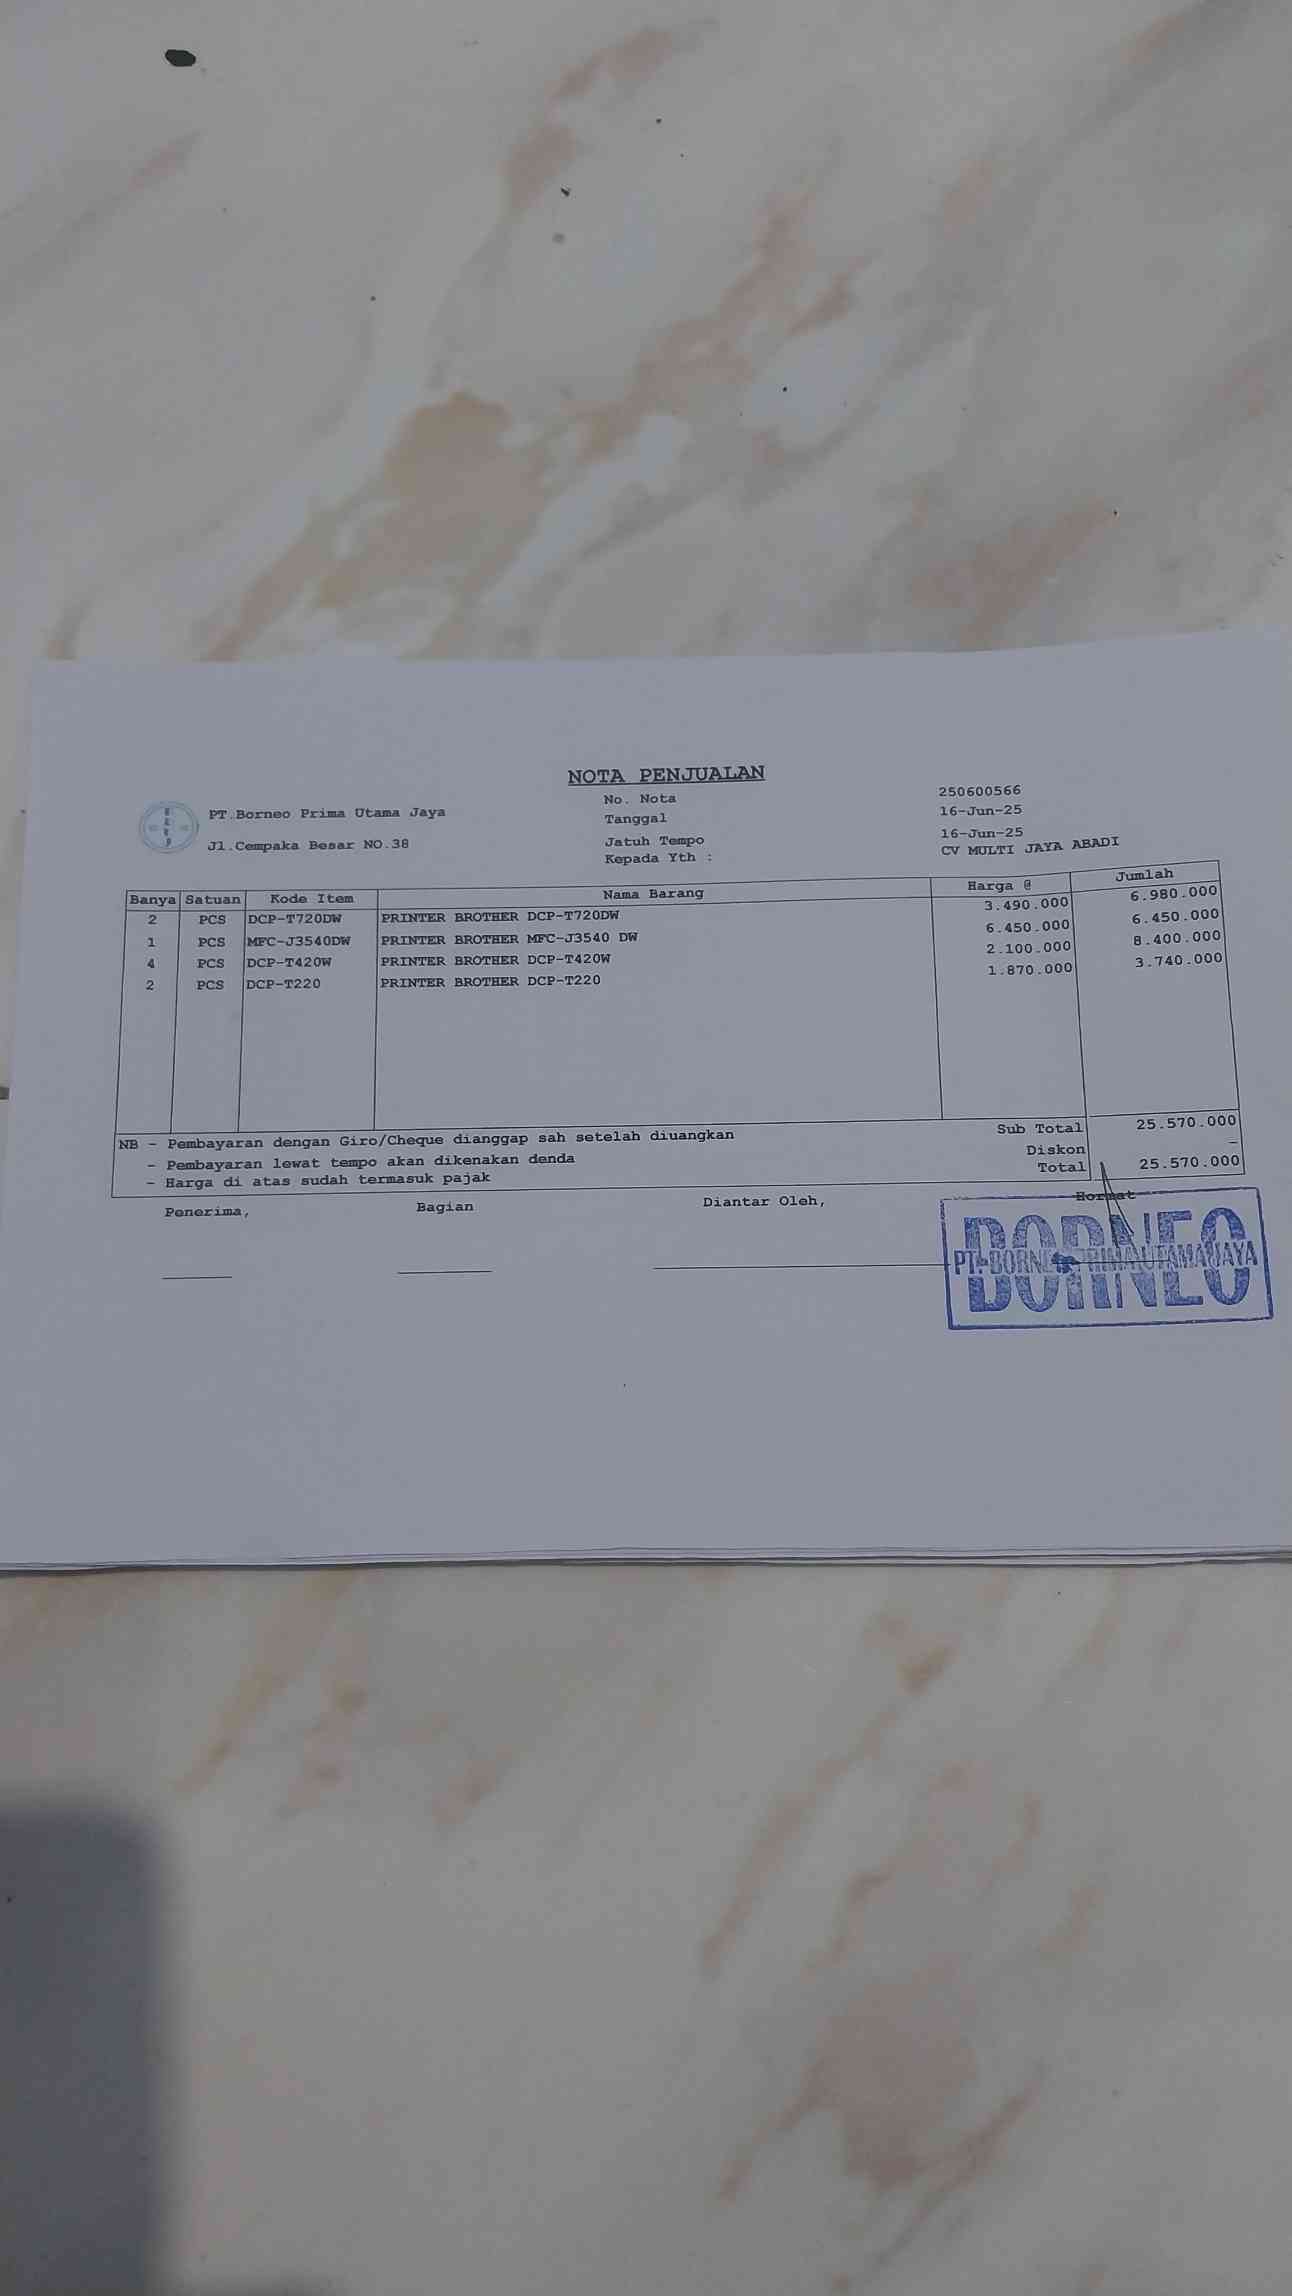 NOTA PENJUALAN
PT.Borneo Prima Utama Jaya
Jl.Cempaka Besar NO.38
No. Nota 250600566
Tanggal 16-Jun-25
Jatuh Tempo 16-Jun-25
Kepada Yth : CV MULTI JAYA ABADI
Banya Satuan Kode Item Nama Barang Harga @ Jumlah
2 PCS DCP-T720DW PRINTER BROTHER DCP-T720DW 3.490.000 6.980.000
1 PCS MFC-J3540DW PRINTER BROTHER MFC-J3540 DW 6.450.000 6.450.000
4 PCS DCP-T420W PRINTER BROTHER DCP-T420W 2.100.000 8.400.000
2 PCS DCP-T220 PRINTER BROTHER DCP-T220 1.870.000 3.740.000
NB - Pembayaran dengan Giro/Cheque dianggap sah setelah diuangkan Sub Total 25.570.000
- Pembayaran lewat tempo akan dikenakan denda Diskon -
- Harga di atas sudah termasuk pajak Total 25.570.000
Penerima, Bagian Diantar Oleh, Hormat
BORNEO
PT. BORNEO PRIMA UTAMA JAYA